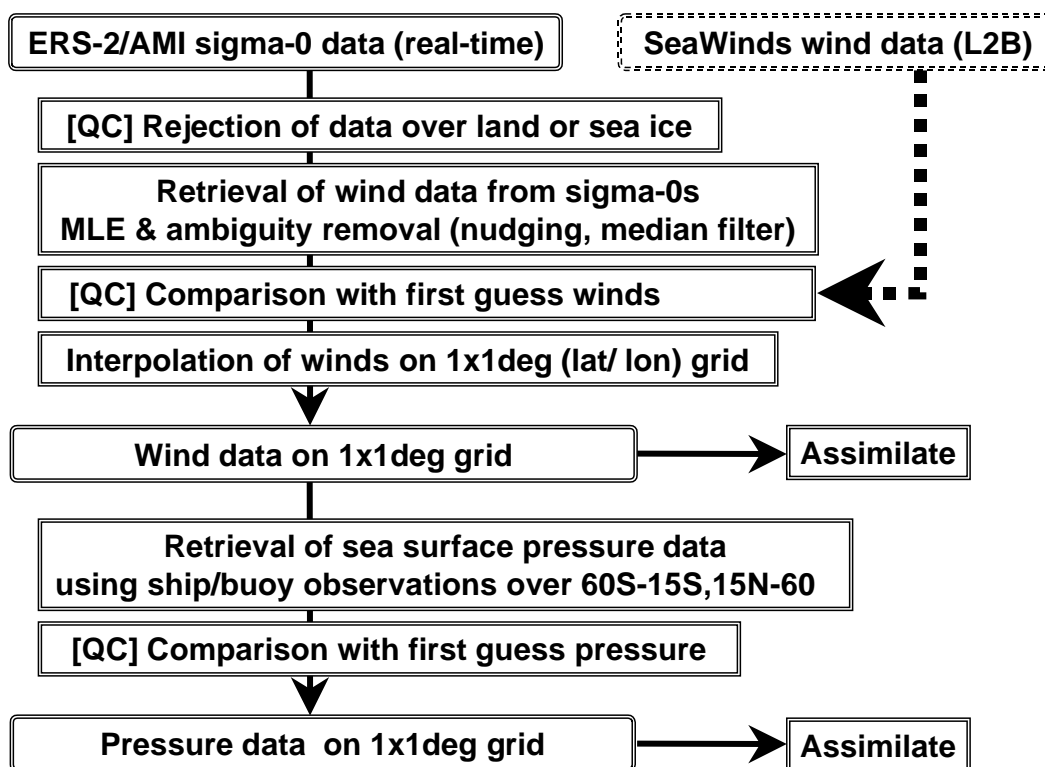 ERS-2/AMI sigma-0 data (real-time)
SeaWinds wind data (L2B)
[QC] Rejection of data over land or sea ice
Retrieval of wind data from sigma-0s
MLE & ambiguity removal (nudging, median filter)
[QC] Comparison with first guess winds
Interpolation of winds on 1x1deg (lat/ lon) grid
Wind data on 1x1deg grid
Assimilate
Retrieval of sea surface pressure data
using ship/buoy observations over 60S-15S,15N-60
[QC] Comparison with first guess pressure
Pressure data  on 1x1deg grid
Assimilate